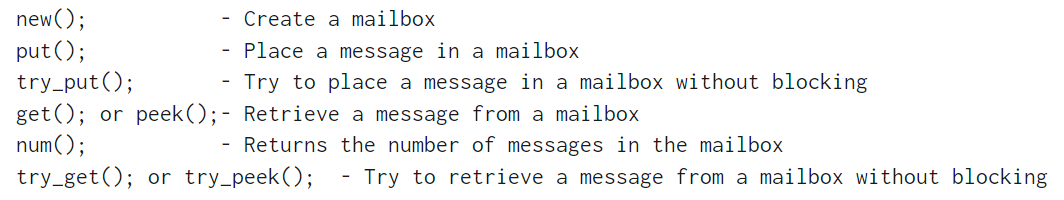 new();           - Create a mailbox
put();           - Place a message in a mailbox
try_put();       - Try to place a message in a mailbox without blocking
get(); or peek();- Retrieve a message from a mailbox
num();           - Returns the number of messages in the mailbox
try_get(); or try_peek();  - Try to retrieve a message from a mailbox without blocking